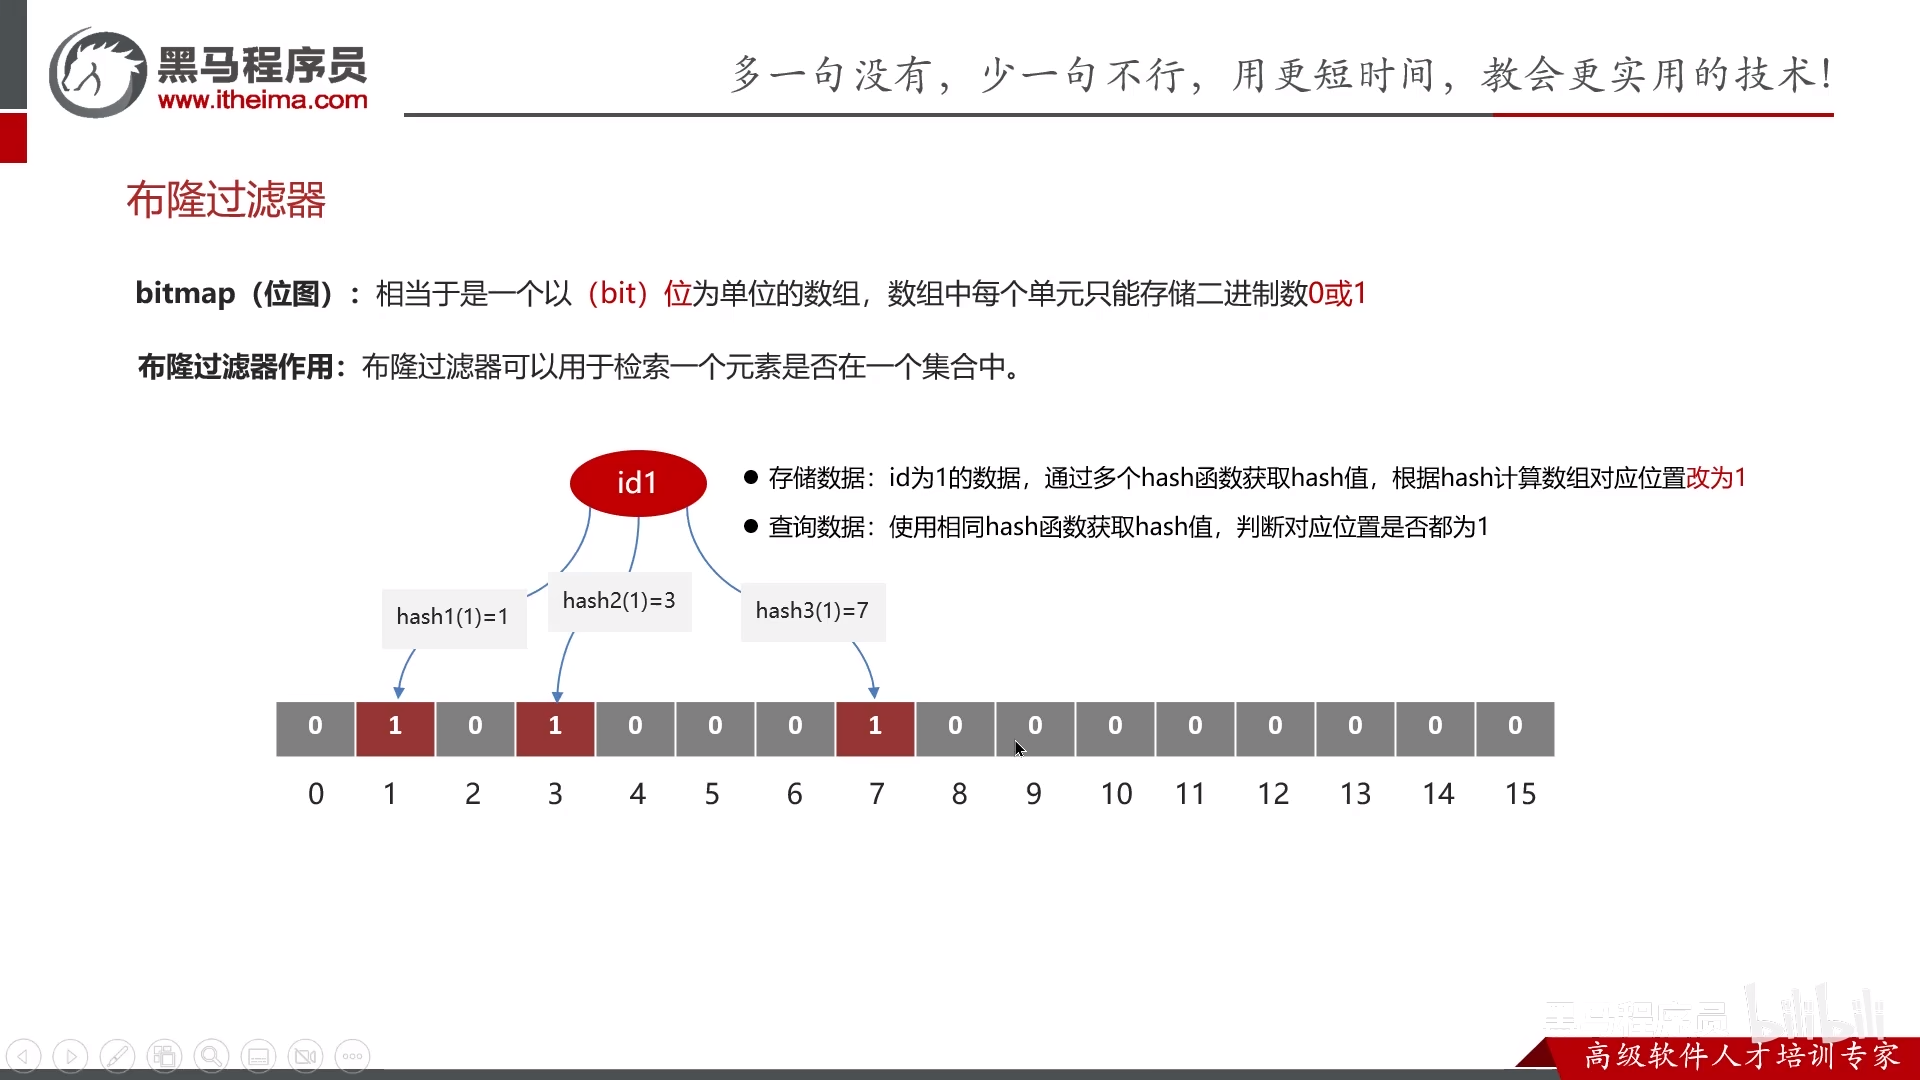 黑马程序员
www.itheima.com
多一句没有，少一句不行，用更短时间，教会更实用的技术！
布隆过滤器
bitmap（位图）：相当于是一个以（bit）位为单位的数组，数组中每个单元只能存储二进制数0或1
布隆过滤器作用：布隆过滤器可以用于检索一个元素是否在一个集合中。
id1
存储数据：id为1的数据，通过多个hash函数获取hash值，根据hash计算数组对应位置改为1
查询数据：使用相同hash函数获取hash值，判断对应位置是否都为1
hash1(1)=1
hash2(1)=3
hash3(1)=7
0 1 0 1 0 0 0 1 0 0 0 0 0 0 0 0
0 1 2 3 4 5 6 7 8 9 10 11 12 13 14 15
黑马程序员 bilibili
高级软件人才培训专家